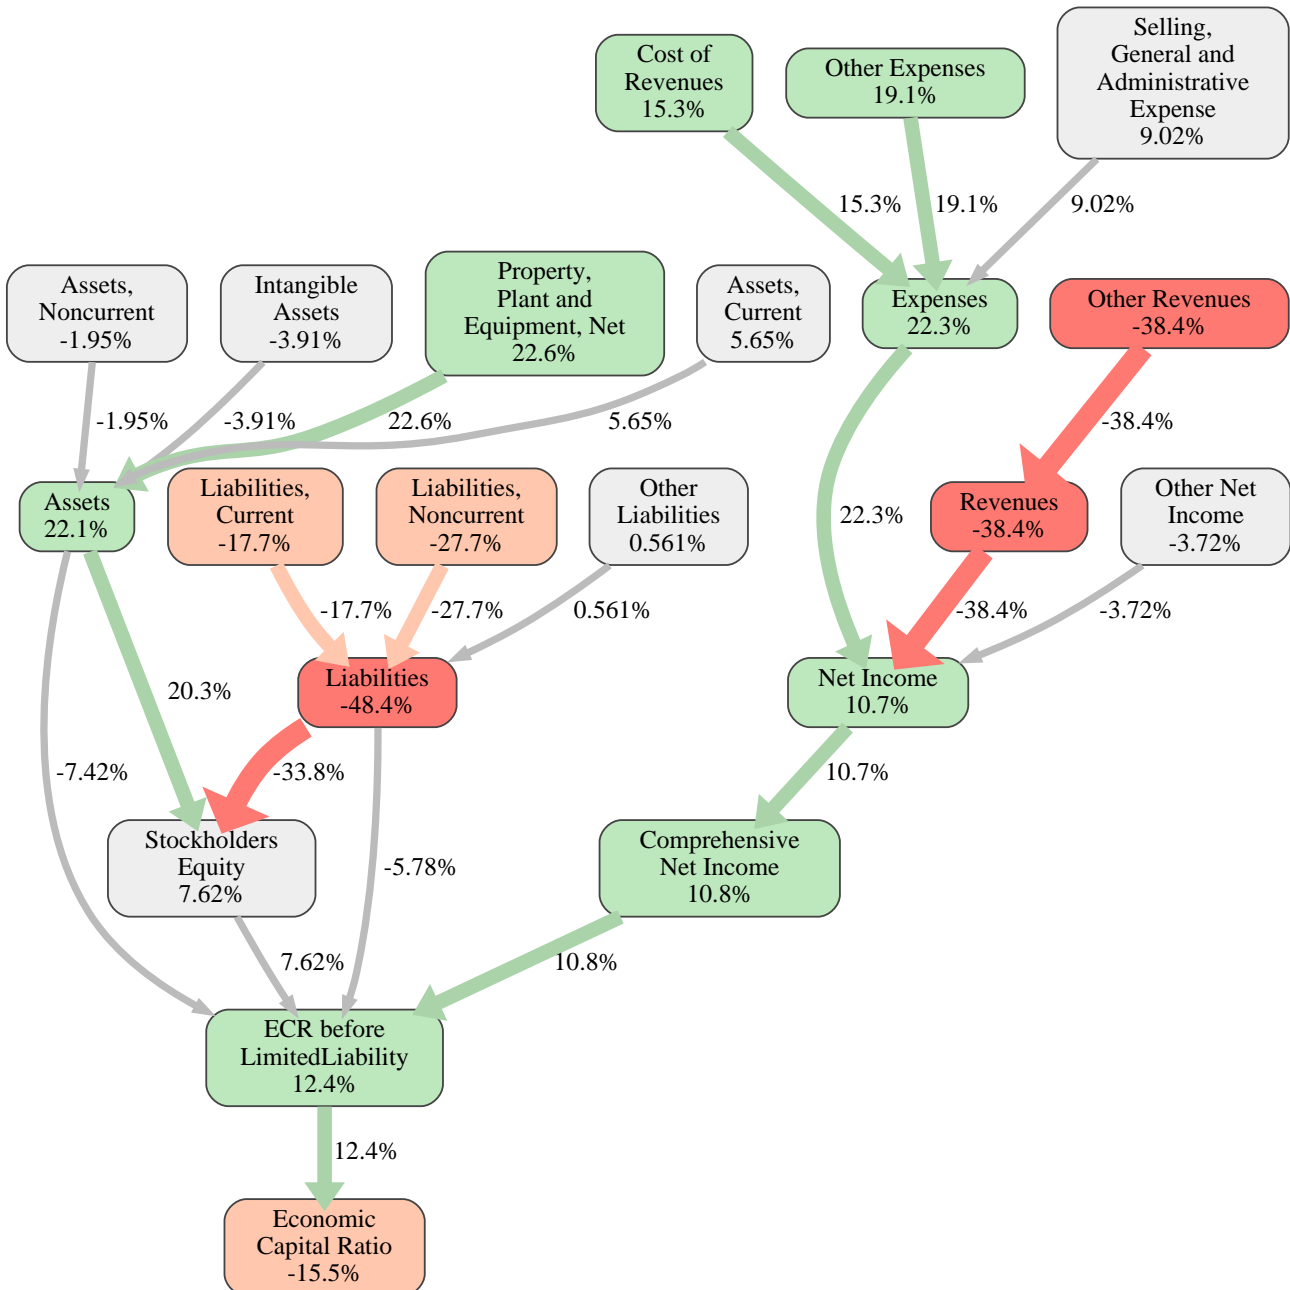 Cost of
Revenues
15.3%
Other Expenses
19.1%
Selling,
General and
Administrative
Expense
9.02%
15.3%
19.1%
9.02%
Assets,
Noncurrent
-1.95%
Intangible
Assets
-3.91%
Property,
Plant and
Equipment, Net
22.6%
Assets,
Current
5.65%
Expenses
22.3%
Other Revenues
-38.4%
-1.95%
-3.91%
22.6%
5.65%
-38.4%
Assets
22.1%
Liabilities,
Current
-17.7%
Liabilities,
Noncurrent
-27.7%
Other
Liabilities
0.561%
22.3%
Revenues
-38.4%
Other Net
Income
-3.72%
-17.7%
-27.7%
0.561%
-38.4%
-3.72%
20.3%
Liabilities
-48.4%
Net Income
10.7%
-7.42%
-33.8%
10.7%
Stockholders
Equity
7.62%
-5.78%
Comprehensive
Net Income
10.8%
7.62%
10.8%
ECR before
LimitedLiability
12.4%
12.4%
Economic
Capital Ratio
-15.5%